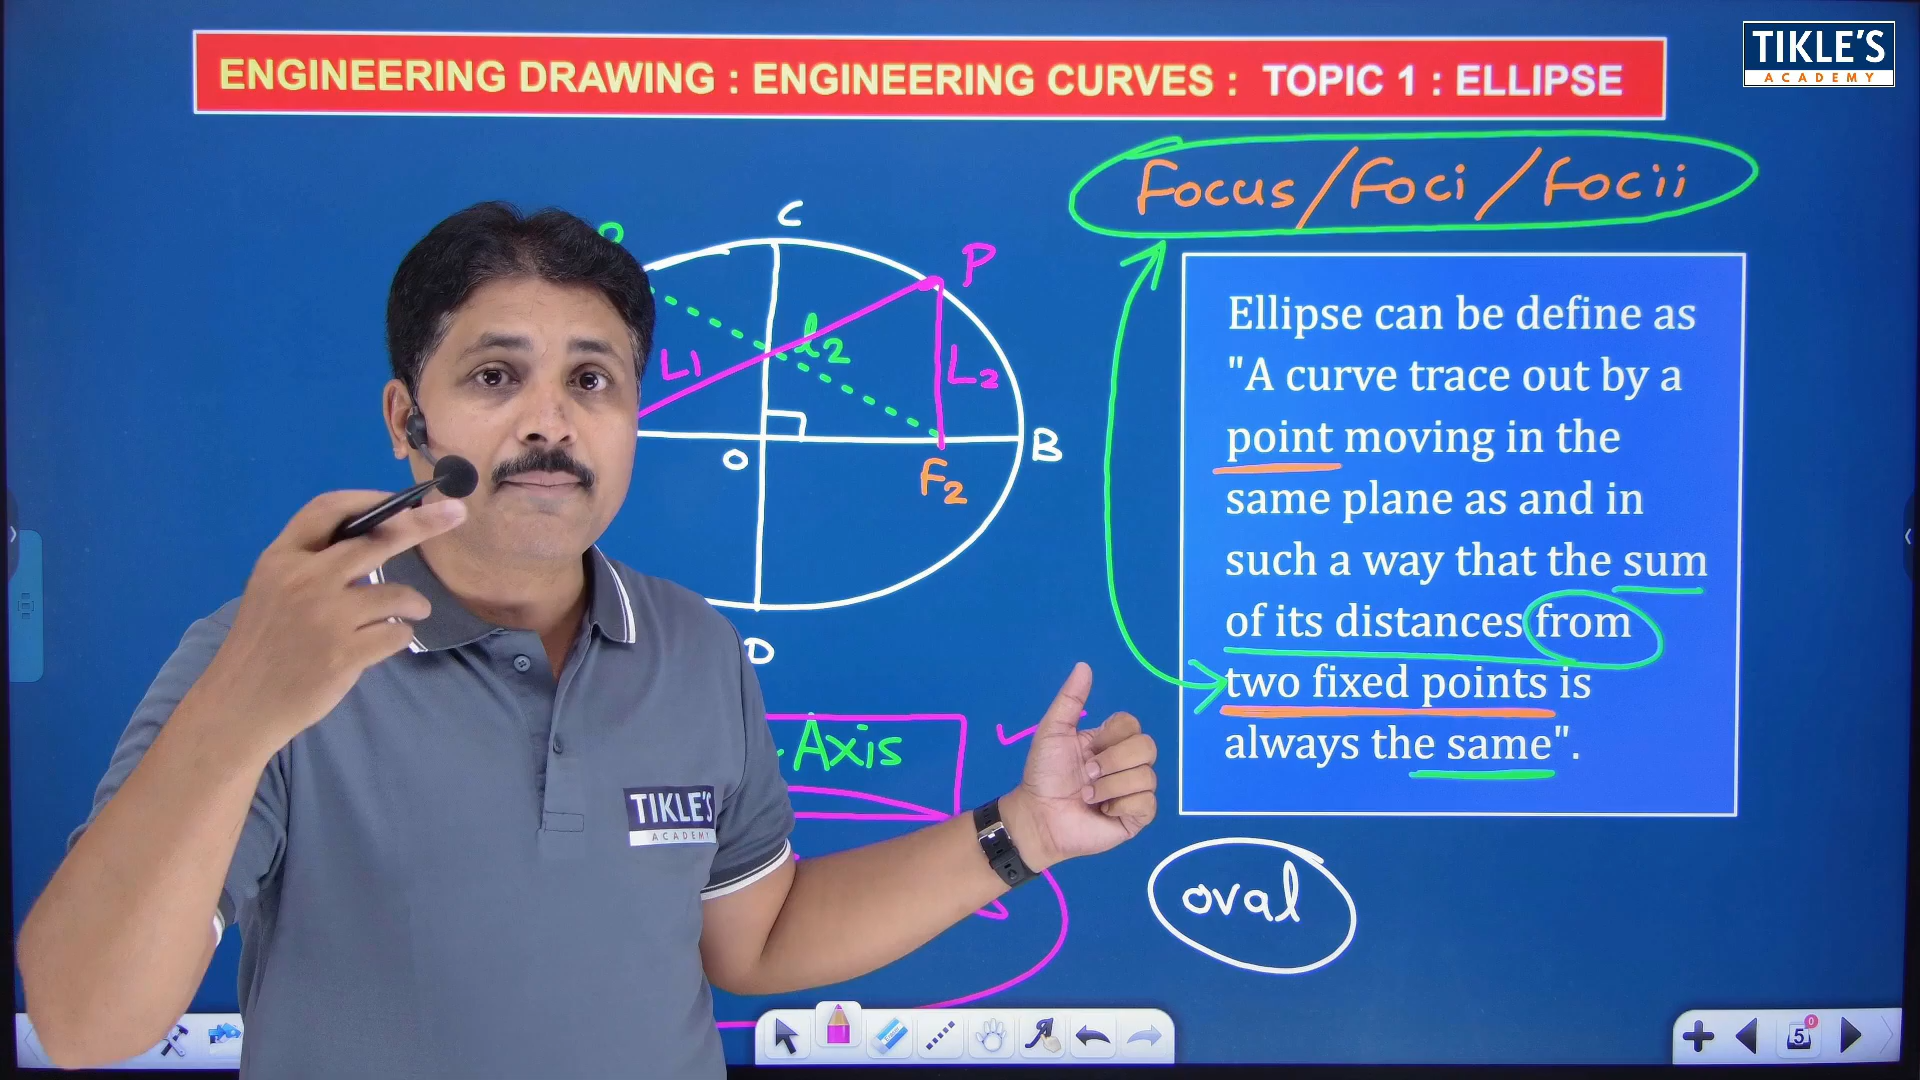 ENGINEERING DRAWING : ENGINEERING CURVES : TOPIC 1 : ELLIPSE
TIKLE'S
ACADEMY
Focus/Foci/Focii
C
P
L1
l2
L2
O
B
F2
D
Ellipse can be define as
"A curve trace out by a
point moving in the
same plane as and in
such a way that the sum
of its distances from
two fixed points is
always the same".
Axis
TIKLE'S
ACADEMY
oval
5
0